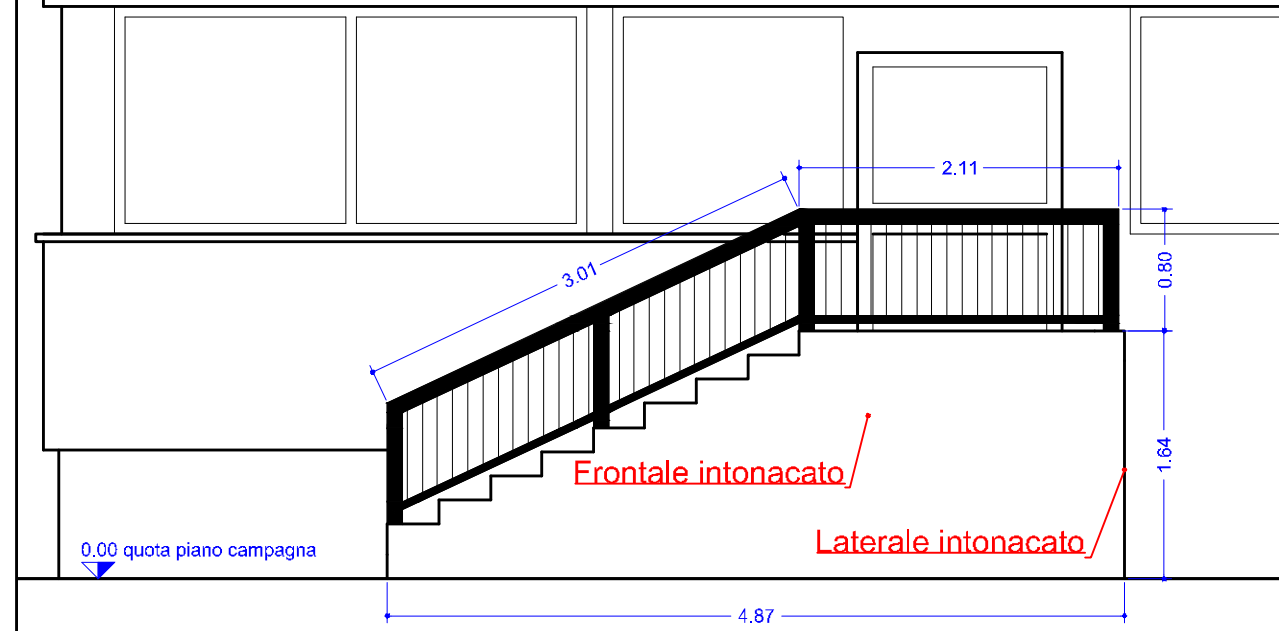 2.11
3.01
0.80
1.64
Frontale intonacato
Laterale intonacato
0.00 quota piano campagna
4.87